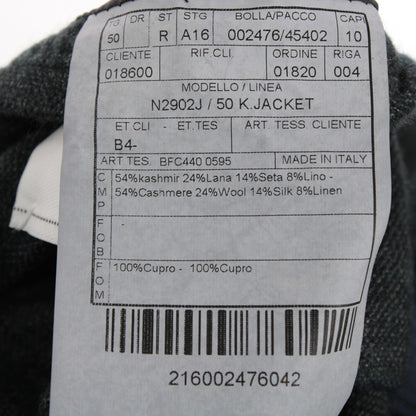 TG DR ST STG BOLLA/PACCO CAPI
50 R A16 002476/45402 10
CLIENTE RIF.CLI. ORDINE RIGA
018600 01820 004
MODELLO / LINEA
N2902J / 50 K.JACKET
ET CLI - ET.TES ART. TESS. CLIENTE
B4-
ART TES. BFC440 0595 MADE IN ITALY
CMP 54%kashmir 24%Lana 14%Seta 8%Lino -
54%Cashmere 24%Wool 14%Silk 8%Linen
FOB
FOM 100%Cupro - 100%Cupro
216002476042